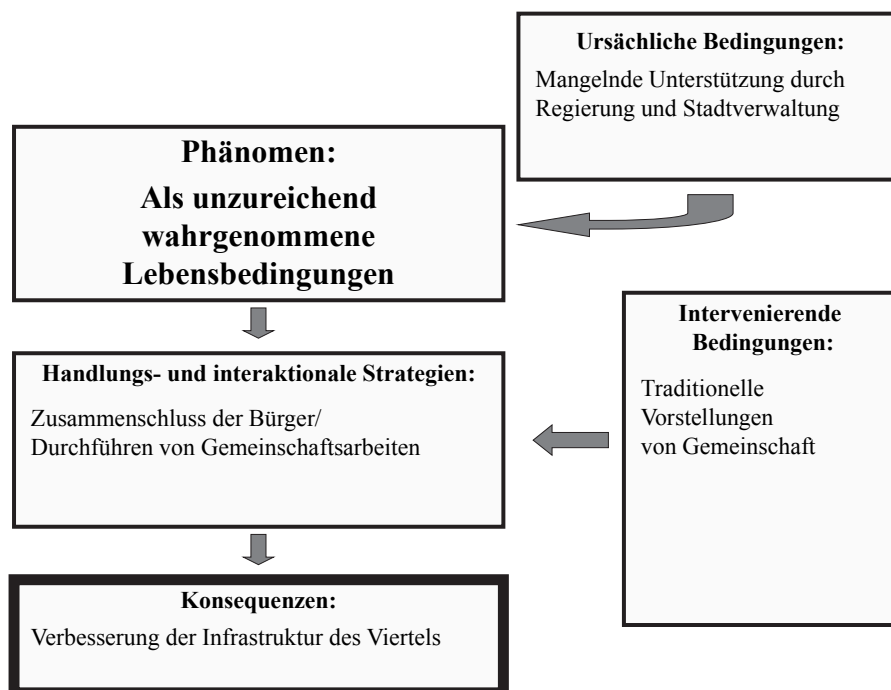 Ursächliche Bedingungen:
Mangelnde Unterstützung durch
Regierung und Stadtverwaltung
Phänomen:
Als unzureichend
wahrgenommene
Lebensbedingungen
Intervenierende
Bedingungen:
Traditionelle
Vorstellungen
von Gemeinschaft
Handlungs- und interaktionale Strategien:
Zusammenschluss der Bürger/
Durchführen von Gemeinschaftsarbeiten
Konsequenzen:
Verbesserung der Infrastruktur des Viertels